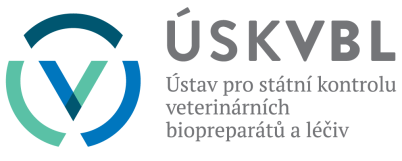 ÚSKVBL
Ústav pro státní kontrolu
veterinárních
biopreparátů a léčiv